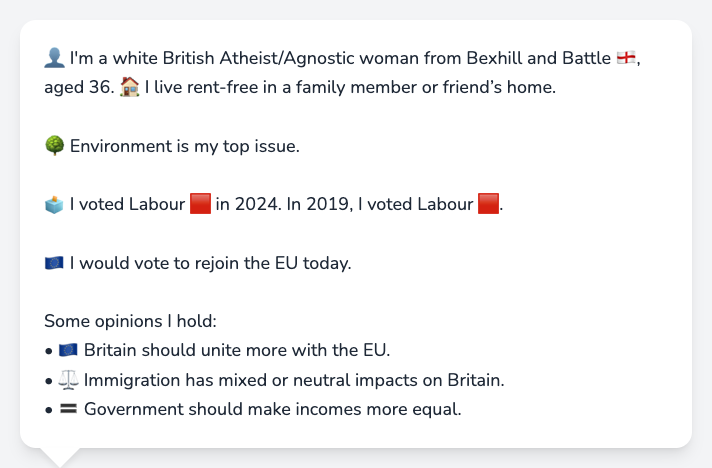 👤 I'm a white British Atheist/Agnostic woman from Bexhill and Battle 🏴󠁧󠁢󠁥󠁮󠁧󠁿,
aged 36. 🏠 I live rent-free in a family member or friend’s home.
🌳 Environment is my top issue.
🗳️ I voted Labour 🟥 in 2024. In 2019, I voted Labour 🟥.
🇪🇺 I would vote to rejoin the EU today.
Some opinions I hold:
• 🇪🇺 Britain should unite more with the EU.
• ⚖️ Immigration has mixed or neutral impacts on Britain.
• 🟰 Government should make incomes more equal.